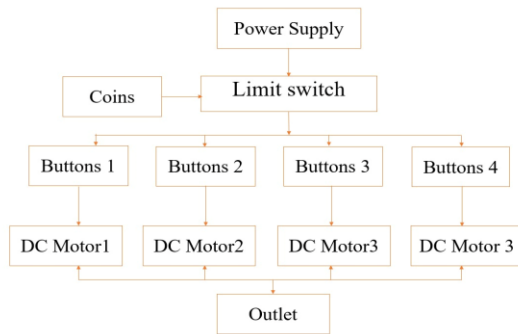 Power Supply
Coins
Limit switch
Buttons 1
Buttons 2
Buttons 3
Buttons 4
DC Motor1
DC Motor2
DC Motor3
DC Motor 3
Outlet